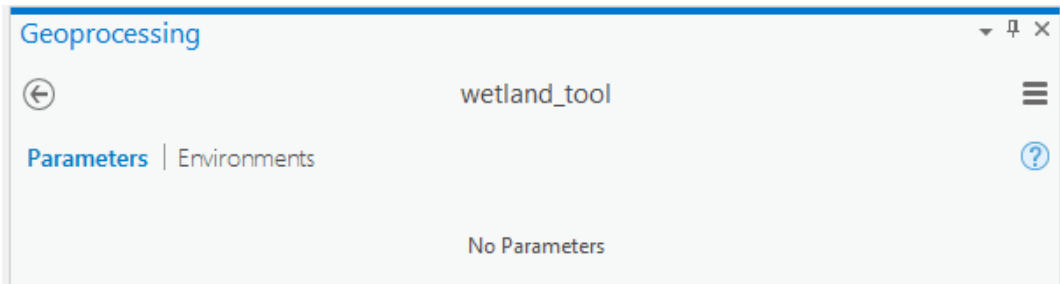 Geoprocessing
wetland_tool
Parameters | Environments
?
No Parameters